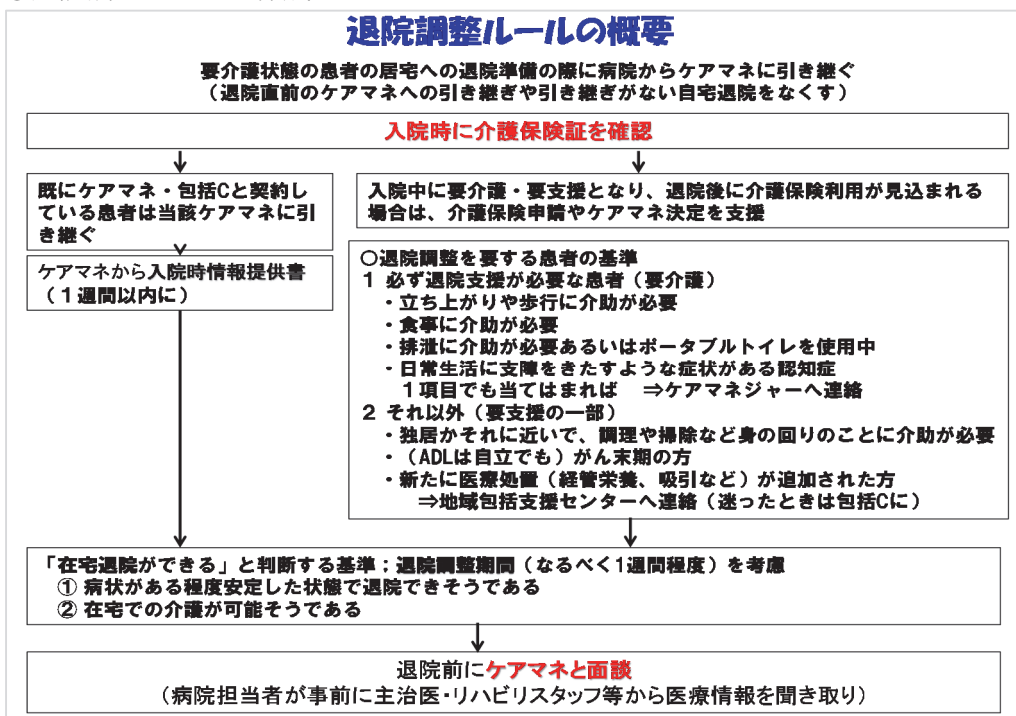 退院調整ルールの概要
要介護状態の患者の居宅への退院準備の際に病院からケアマネに引き継ぐ
（退院直前のケアマネへの引き継ぎや引き継ぎがない自宅退院をなくす）
入院時に介護保険証を確認
既にケアマネ・包括Cと契約し
ている患者は当該ケアマネに引
き継ぐ
ケアマネから入院時情報提供書
（１週間以内に）
入院中に要介護・要支援となり、退院後に介護保険利用が見込まれる
場合は、介護保険申請やケアマネ決定を支援
○退院調整を要する患者の基準
１ 必ず退院支援が必要な患者（要介護）
・立ち上がりや歩行に介助が必要
・食事に介助が必要
・排泄に介助が必要あるいはポータブルトイレを使用中
・日常生活に支障をきたすような症状がある認知症
１項目でも当てはまれば ⇒ケアマネジャーへ連絡
２ それ以外（要支援の一部）
・独居かそれに近いで、調理や掃除など身の回りのことに介助が必要
・（ADLは自立でも）がん末期の方
・新たに医療処置（経管栄養、吸引など）が追加された方
⇒地域包括支援センターへ連絡（迷ったときは包括Cに）
「在宅退院ができる」と判断する基準；退院調整期間（なるべく1週間程度）を考慮
① 病状がある程度安定した状態で退院できそうである
② 在宅での介護が可能そうである
退院前にケアマネと面談
（病院担当者が事前に主治医・リハビリスタッフ等から医療情報を聞き取り）